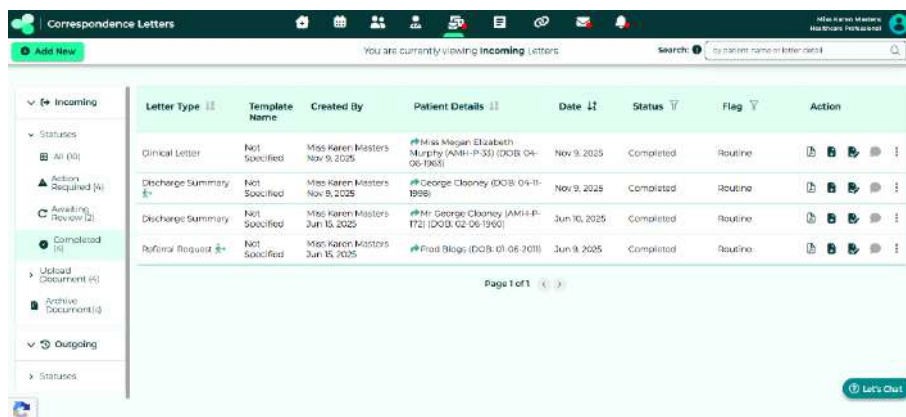 Correspondence Letters
Miss Karen Masters
Healthcare Professional
Add New
You are currently viewing Incoming Letters
Search:
by patient name or letter detail
Incoming
Statuses
All (10)
Action
Required (4)
Awaiting
Review (2)
Completed
(4)
Upload
Document (4)
Archive
Document
Outgoing
Statuses
Letter Type
Template
Name
Created By
Patient Details
Date
Status
Flag
Action
Clinical Letter
Not
Specified
Miss Karen Masters
Nov 9, 2025
Miss Megan Elizabeth
Murphy (AMH-P-33) (DOB: 04-
06-1963)
Nov 9, 2025
Completed
Routine
Discharge Summary
Not
Specified
Miss Karen Masters
Nov 9, 2025
George Clooney (DOB: 04-11-
1998)
Nov 9, 2025
Completed
Routine
Discharge Summary
Not
Specified
Miss Karen Masters
Jun 15, 2025
Mr George Clooney (AMH-P-
172) (DOB: 02-06-1960)
Jun 10, 2025
Completed
Routine
Referral Request
Not
Specified
Miss Karen Masters
Jun 15, 2025
Fred Blogs (DOB: 01-06-2011)
Jun 9, 2025
Completed
Routine
Page 1 of 1
Let's Chat